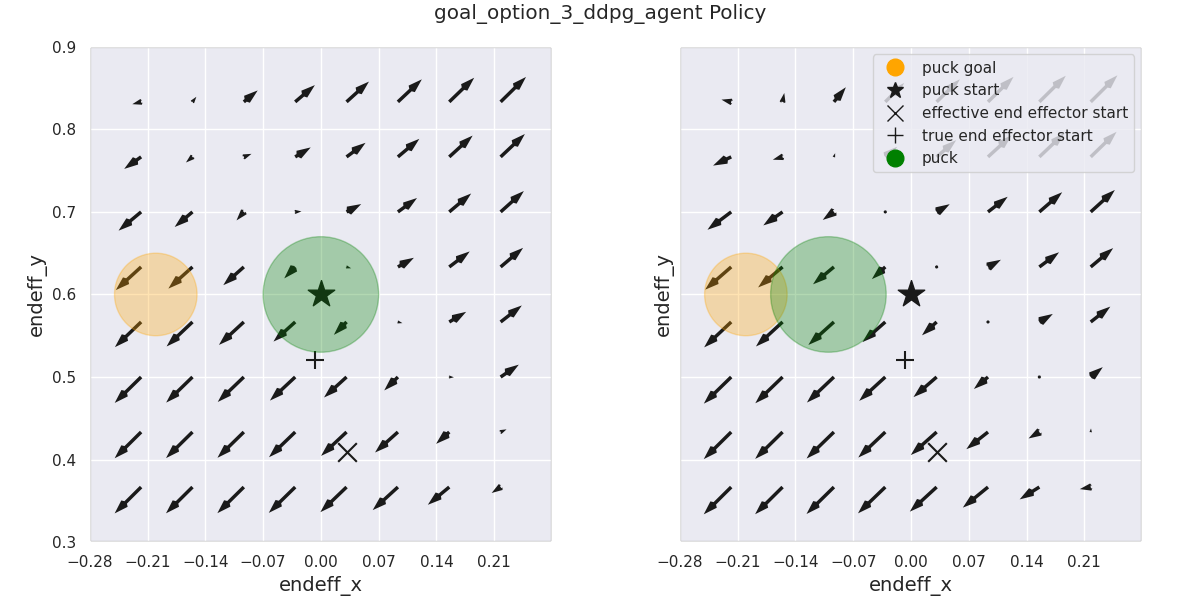 goal_option_3_ddpg_agent Policy
0.9
0.8
0.7
0.6
0.5
0.4
0.3
endeff_y
−0.28 −0.21 −0.14 −0.07 0.00 0.07 0.14 0.21
endeff_x
puck goal
puck start
effective end effector start
true end effector start
puck
endeff_y
−0.28 −0.21 −0.14 −0.07 0.00 0.07 0.14 0.21
endeff_x